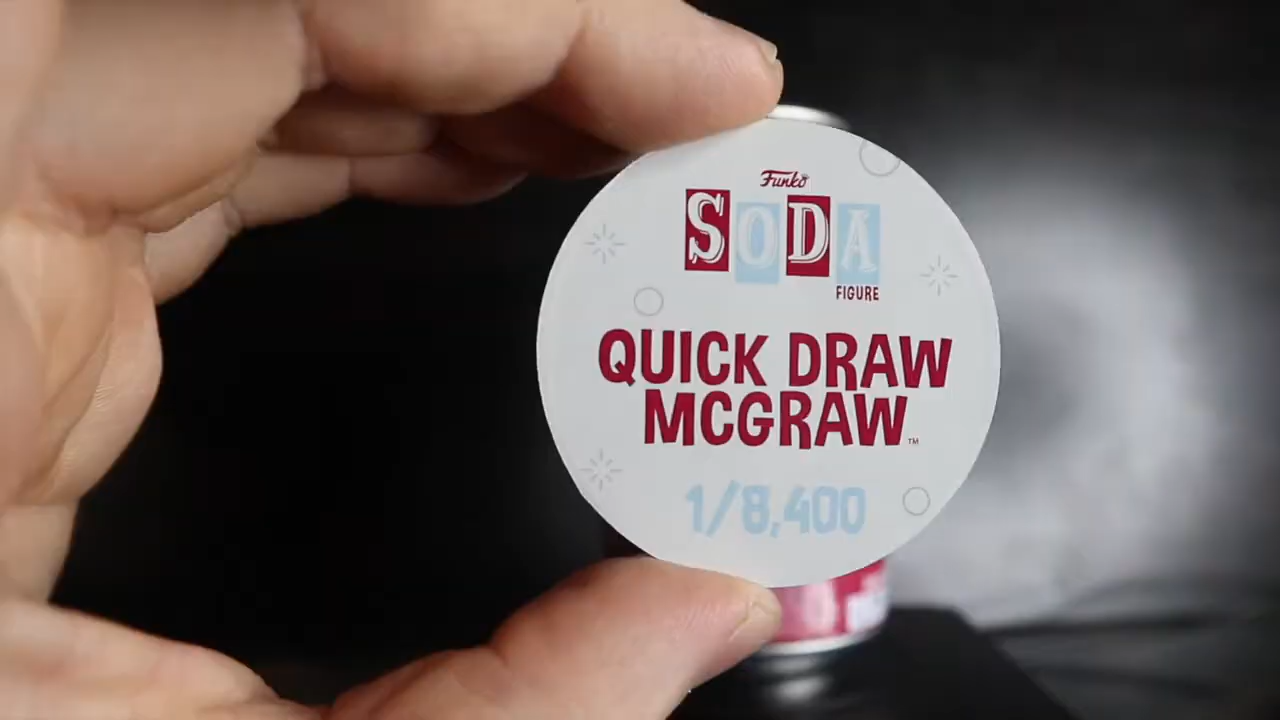 Funko
SODA
FIGURE
QUICK DRAW
MCGRAW™
1/8,400